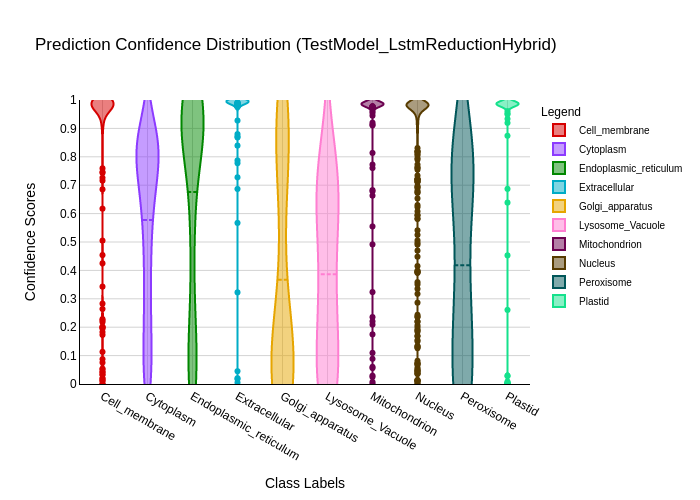 Prediction Confidence Distribution (TestModel_LstmReductionHybrid)
Legend
Cell_membrane
Cytoplasm
Endoplasmic_reticulum
Extracellular
Golgi_apparatus
Lysosome_Vacuole
Mitochondrion
Nucleus
Peroxisome
Plastid
Confidence Scores
1
0.9
0.8
0.7
0.6
0.5
0.4
0.3
0.2
0.1
0
Cell_membrane
Cytoplasm
Endoplasmic_reticulum
Extracellular
Golgi_apparatus
Lysosome_Vacuole
Mitochondrion
Nucleus
Peroxisome
Plastid
Class Labels